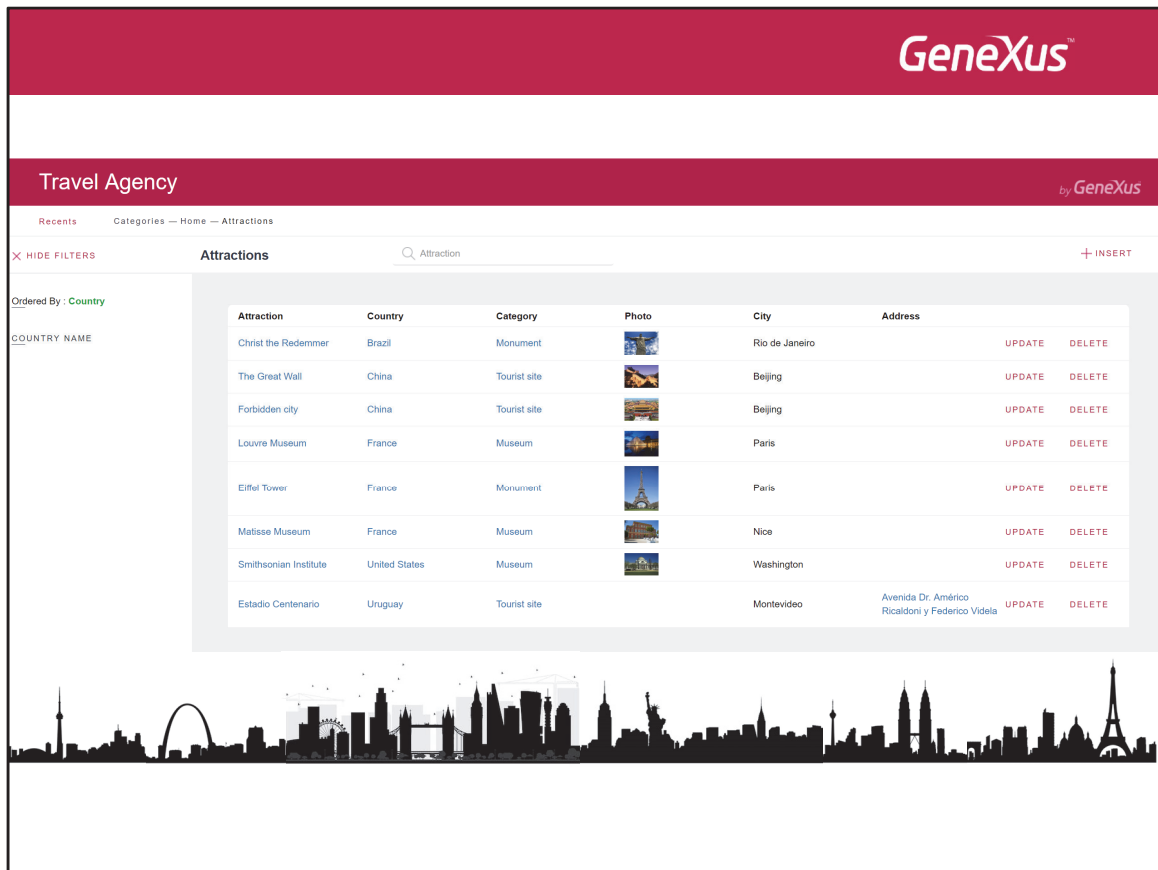 GeneXus™
Travel Agency
by GeneXus
Recents Categories — Home — Attractions
HIDE FILTERS Attractions Attraction INSERT
Ordered By : Country
COUNTRY NAME
Attraction Country Category Photo City Address
Christ the Redemmer Brazil Monument Rio de Janeiro UPDATE DELETE
The Great Wall China Tourist site Beijing UPDATE DELETE
Forbidden city China Tourist site Beijing UPDATE DELETE
Louvre Museum France Museum Paris UPDATE DELETE
Eiffel Tower France Monument Paris UPDATE DELETE
Matisse Museum France Museum Nice UPDATE DELETE
Smithsonian Institute United States Museum Washington UPDATE DELETE
Estadio Centenario Uruguay Tourist site Montevideo Avenida Dr. Américo
Ricaldoni y Federico Videla UPDATE DELETE